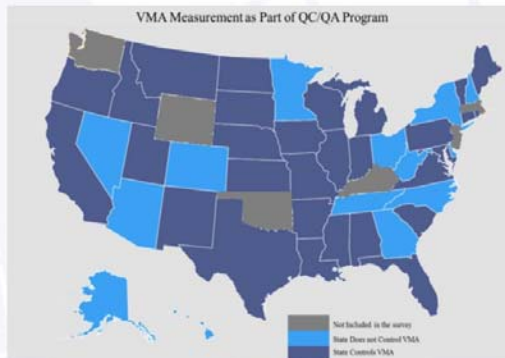 VMA Measurement as Part of QC/QA Program
Not Included in the survey
State Does not Control VMA
State Controls VMA